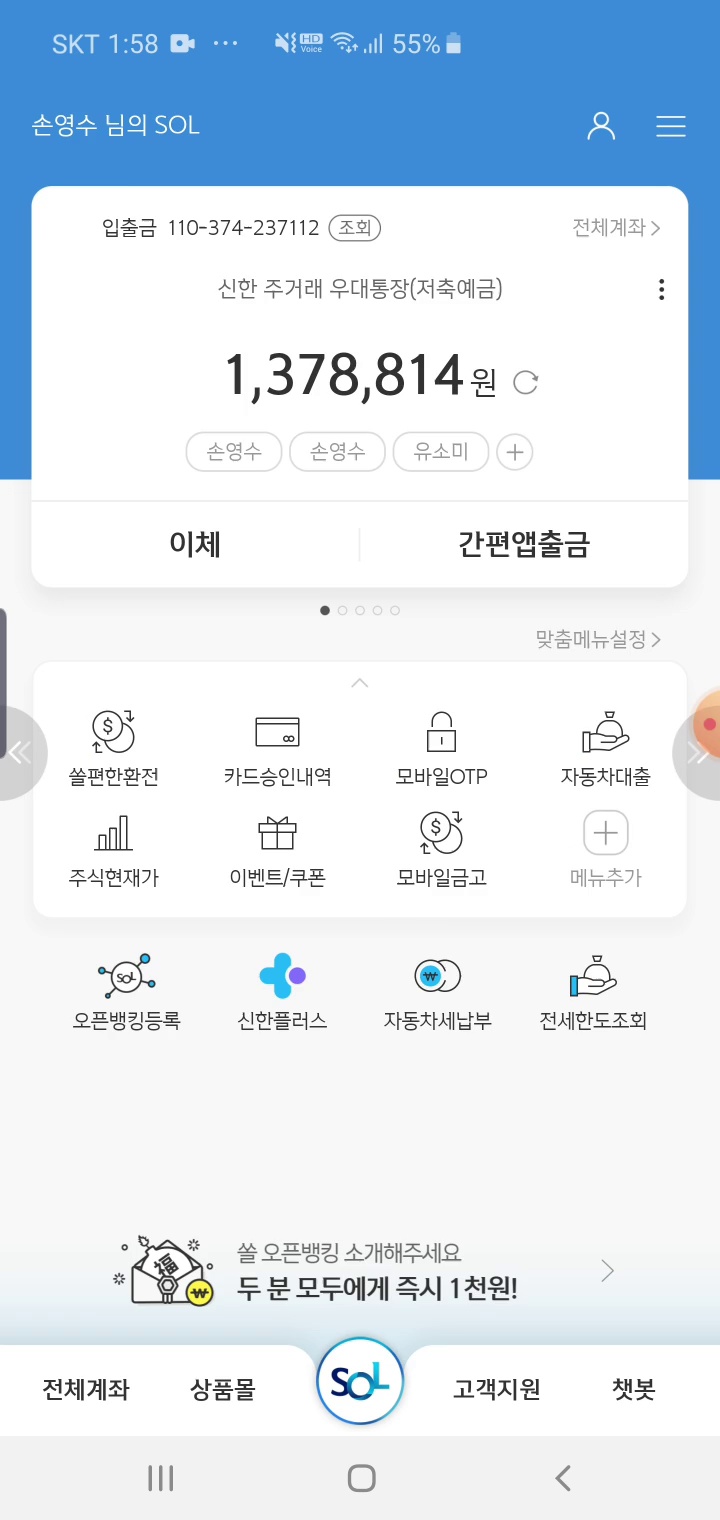 SKT 1:58 HD Voice 55%
손영수 님의 SOL
입출금 110-374-237112 조회 전체계좌
신한 주거래 우대통장(저축예금)
1,378,814 원
손영수 손영수 유소미
이체 간편앱출금
맞춤메뉴설정
쏠편한환전 카드승인내역 모바일OTP 자동차대출
주식현재가 이벤트/쿠폰 모바일금고 메뉴추가
SOL ₩
오픈뱅킹등록 신한플러스 자동차세납부 전세한도조회
福 ₩
쏠 오픈뱅킹 소개해주세요
두 분 모두에게 즉시 1천원!
전체계좌 상품몰 SOL 고객지원 챗봇